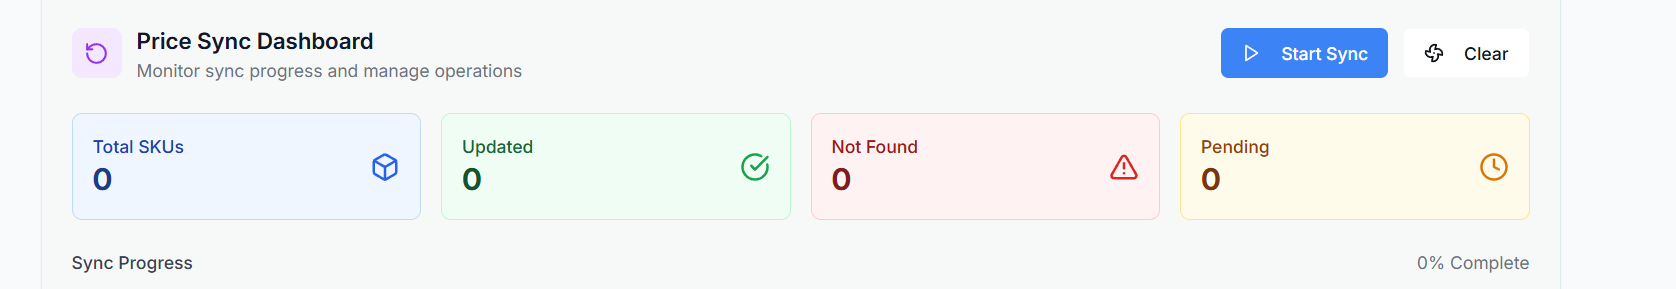 Price Sync Dashboard
Monitor sync progress and manage operations
Start Sync
Clear
Total SKUs
0
Updated
0
Not Found
0
Pending
0
Sync Progress
0% Complete